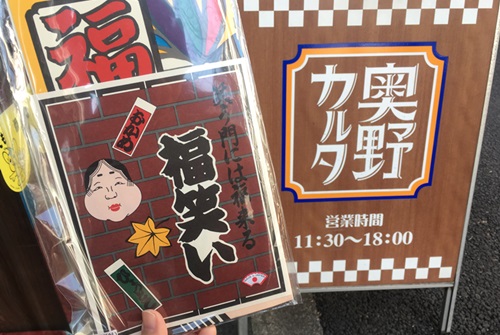 福
おかめ
笑う門には福来る
福笑い
奥野
カルタ
営業時間
11:30〜18:00